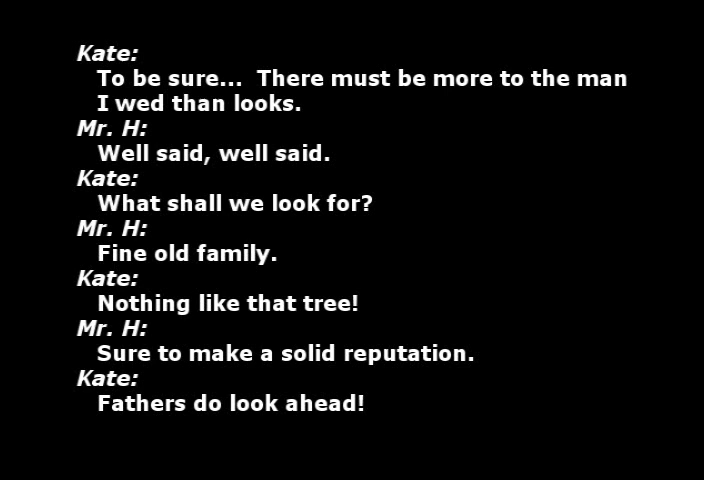 Kate:
To be sure...  There must be more to the man
I wed than looks.
Mr. H:
Well said, well said.
Kate:
What shall we look for?
Mr. H:
Fine old family.
Kate:
Nothing like that tree!
Mr. H:
Sure to make a solid reputation.
Kate:
Fathers do look ahead!